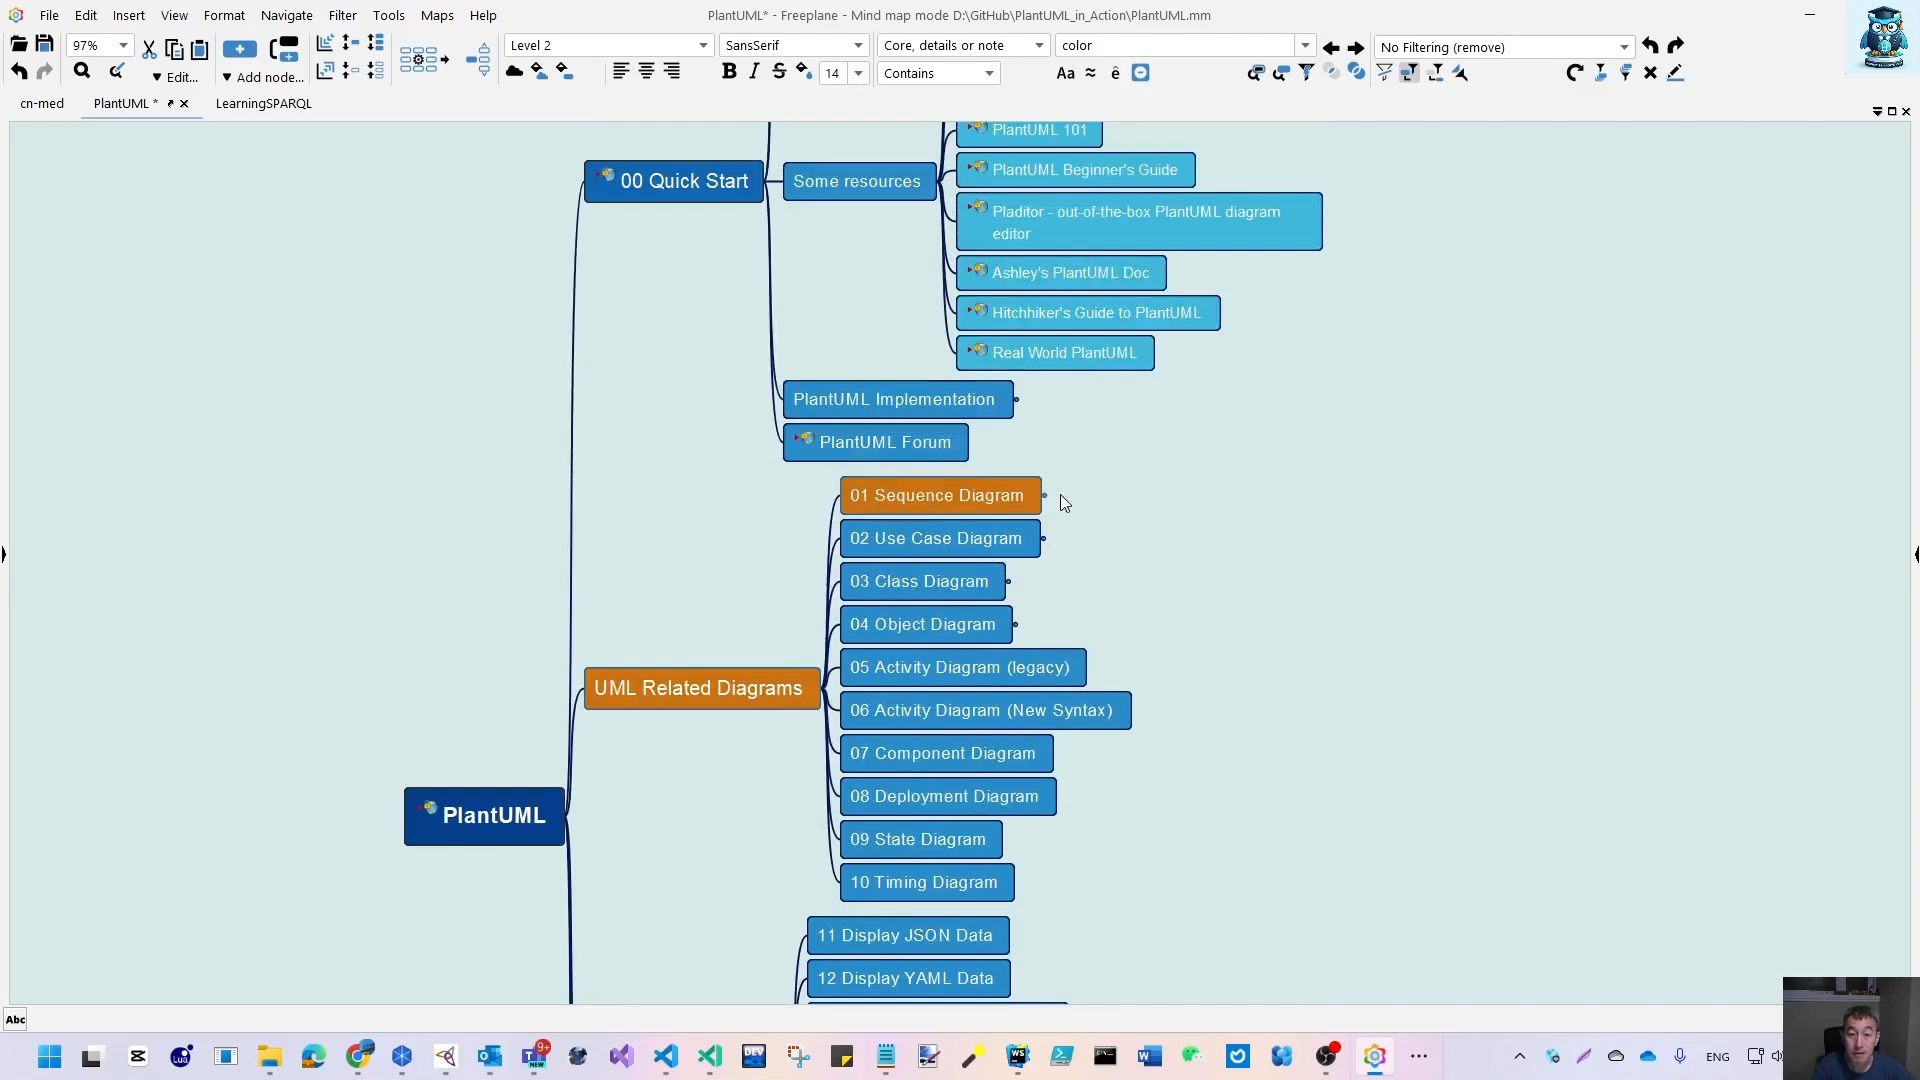 PlantUML* - Freeplane - Mind map mode D:\GitHub\PlantUML_in_Action\PlantUML.mm
File Edit Insert View Format Navigate Filter Tools Maps Help
97%
Edit...
Add node...
Level 2
SansSerif
14
Core, details or note
Contains
color
No Filtering (remove)
cn-med
PlantUML *
LearningSPARQL
PlantUML 101
PlantUML Beginner's Guide
Pladitor - out-of-the-box PlantUML diagram
editor
Ashley's PlantUML Doc
Hitchhiker's Guide to PlantUML
Real World PlantUML
00 Quick Start
Some resources
PlantUML Implementation
PlantUML Forum
01 Sequence Diagram
02 Use Case Diagram
03 Class Diagram
04 Object Diagram
05 Activity Diagram (legacy)
06 Activity Diagram (New Syntax)
07 Component Diagram
08 Deployment Diagram
09 State Diagram
10 Timing Diagram
UML Related Diagrams
PlantUML
11 Display JSON Data
12 Display YAML Data
Abc
ENG